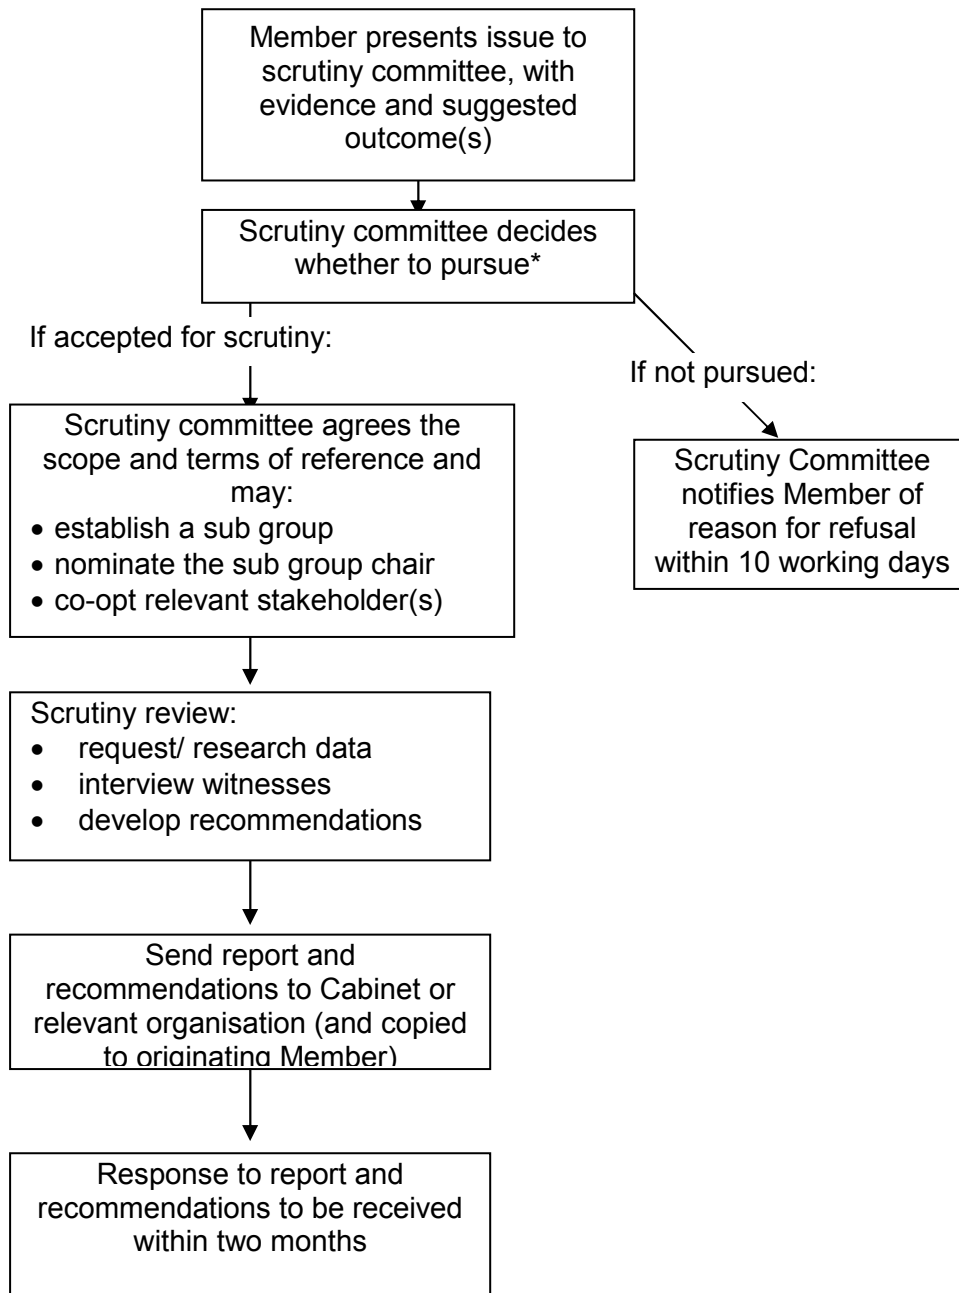 Member presents issue to
scrutiny committee, with
evidence and suggested
outcome(s)
Scrutiny committee decides
whether to pursue*
If accepted for scrutiny:
If not pursued:
Scrutiny committee agrees the
scope and terms of reference and
may:
• establish a sub group
• nominate the sub group chair
• co-opt relevant stakeholder(s)
Scrutiny Committee
notifies Member of
reason for refusal
within 10 working days
Scrutiny review:
• request/ research data
• interview witnesses
• develop recommendations
Send report and
recommendations to Cabinet or
relevant organisation (and copied
to originating Member)
Response to report and
recommendations to be received
within two months